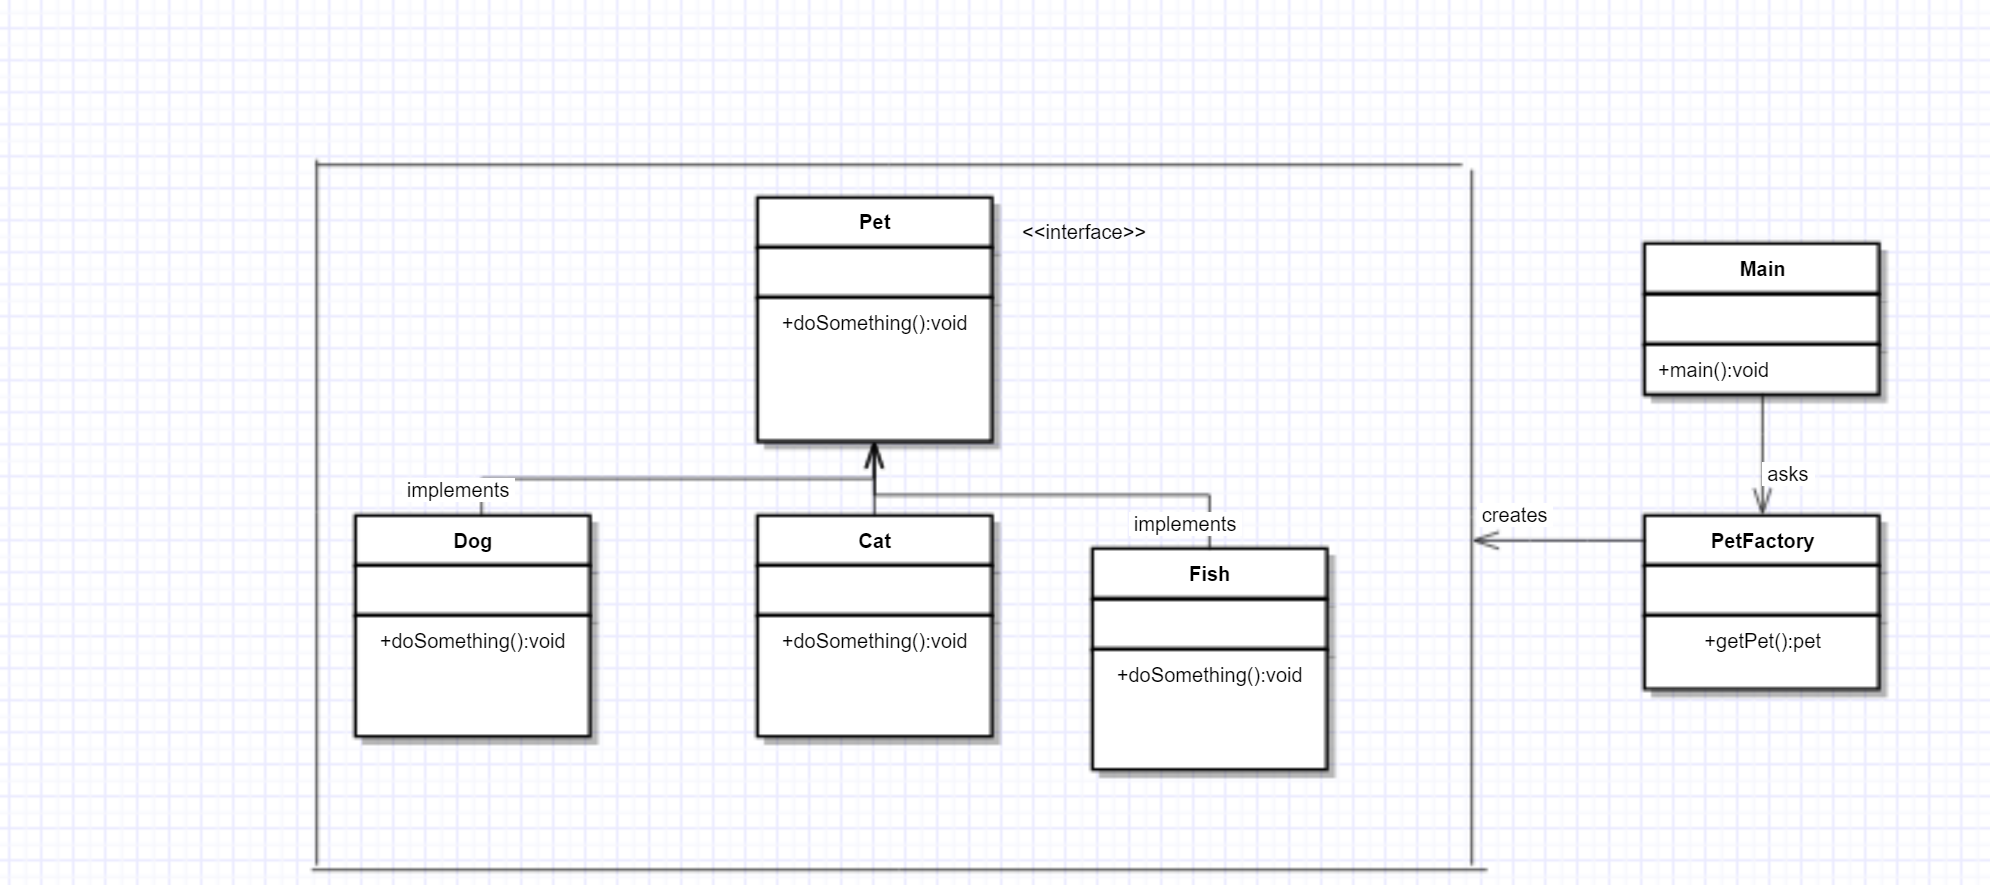 Pet
<<interface>>
+doSomething():void
Main
+main():void
implements
implements
asks
creates
Dog
+doSomething():void
Cat
+doSomething():void
Fish
+doSomething():void
PetFactory
+getPet():pet